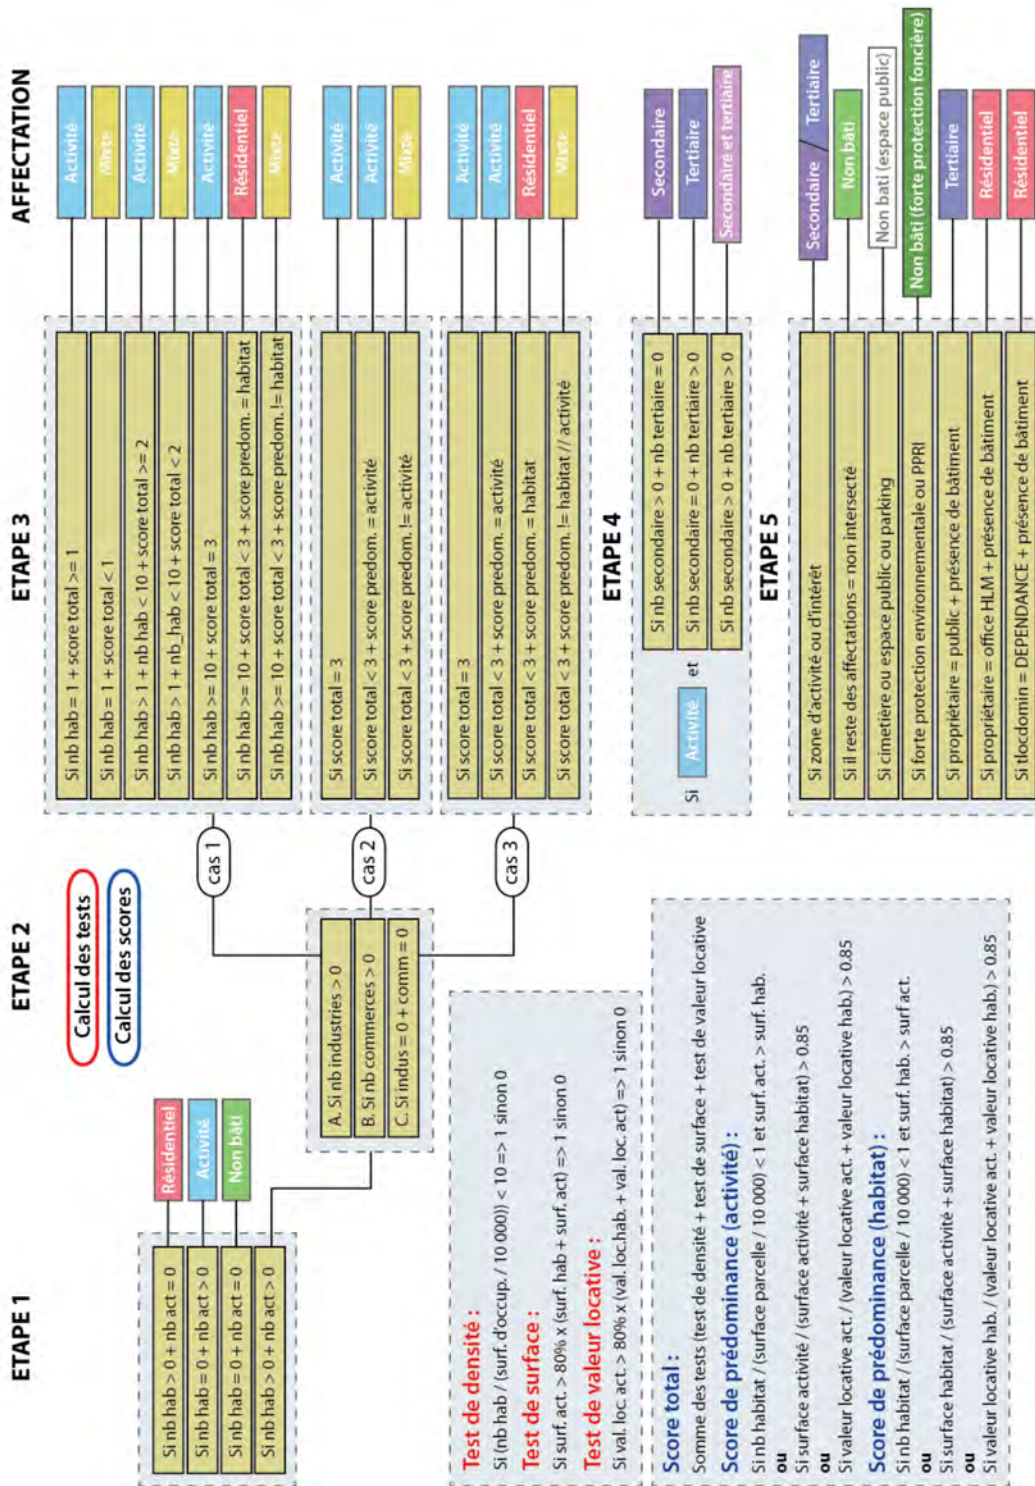 ETAPE 1
Si nb hab > 0 + nb act = 0
Résidentiel
Si nb hab = 0 + nb act > 0
Activité
Si nb hab = 0 + nb act = 0
Non bâti
Si nb hab > 0 + nb act > 0
ETAPE 2
Calcul des tests
Calcul des scores
A. Si nb industries > 0
B. Si nb commerces > 0
C. Si indus = 0 + comm = 0
cas 1
cas 2
cas 3
ETAPE 3
AFFECTATION
Si nb hab = 1 + score total >= 1
Activité
Si nb hab = 1 + score total < 1
Mixte
Si nb hab > 1 + nb hab < 10 + score total >= 2
Activité
Si nb hab > 1 + nb_hab < 10 + score total < 2
Mixte
Si nb hab >= 10 + score total = 3
Activité
Si nb hab >= 10 + score total < 3 + score predom. = habitat
Résidentiel
Si nb hab >= 10 + score total < 3 + score predom. != habitat
Mixte
Si score total = 3
Activité
Si score total < 3 + score predom. = activité
Activité
Si score total < 3 + score predom. != activité
Mixte
Si score total = 3
Activité
Si score total < 3 + score predom. = activité
Activité
Si score total < 3 + score predom. = habitat
Résidentiel
Si score total < 3 + score predom. != habitat // activité
Mixte
ETAPE 4
Si Activité et
Si nb secondaire > 0 + nb tertiaire = 0
Secondaire
Si nb secondaire = 0 + nb tertiaire > 0
Tertiaire
Si nb secondaire > 0 + nb tertiaire > 0
Secondaire et tertiaire
ETAPE 5
Si zone d'activité ou d'intérêt
Secondaire / Tertiaire
Si il reste des affectations = non intersecté
Non bâti
Si cimetière ou espace public ou parking
Non bati (espace public)
Si forte protection environmentale ou PPRI
Non bâti (forte protection foncière)
Si propriétaire = public + présence de bâtiment
Tertiaire
Si propriétaire = office HLM + présence de bâtiment
Résidentiel
Si tlocdomin = DEPENDANCE + présence de bâtiment
Résidentiel
Test de densité :
Si (nb hab / (surf. d'occup. / 10 000)) < 10 => 1 sinon 0
Test de surface :
Si surf. act. > 80% x (surf. hab + surf. act) => 1 sinon 0
Test de valeur locative :
Si val. loc. act. > 80% x (val. loc.hab. + val. loc. act) => 1 sinon 0
Score total :
Somme des tests (test de densité + test de surface + test de valeur locative
Score de prédominance (activité) :
Si nb habitat / (surface parcelle / 10 000) < 1 et surf. act. > surf. hab.
ou
Si surface activité / (surface activité + surface habitat) > 0.85
ou
Si valeur locative act. / (valeur locative act. + valeur locative hab.) > 0.85
Score de prédominance (habitat) :
Si nb habitat / (surface parcelle / 10 000) < 1 et surf. hab. > surf act.
ou
Si surface habitat / (surface activité + surface habitat) > 0.85
ou
Si valeur locative hab. / (valeur locative act. + valeur locative hab.) > 0.85